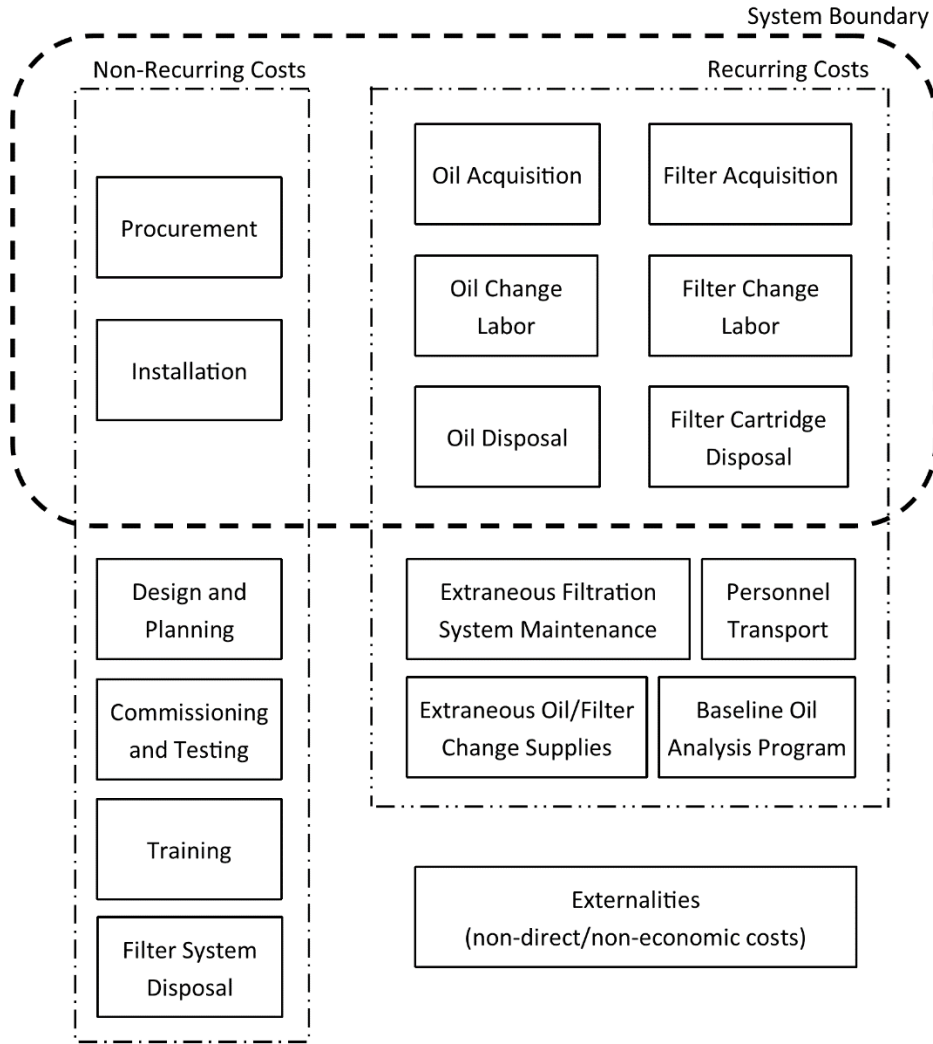 System Boundary
Non-Recurring Costs
Recurring Costs
Procurement
Installation
Oil Acquisition
Filter Acquisition
Oil Change
Labor
Filter Change
Labor
Oil Disposal
Filter Cartridge
Disposal
Design and
Planning
Commissioning
and Testing
Training
Filter System
Disposal
Extraneous Filtration
System Maintenance
Personnel
Transport
Extraneous Oil/Filter
Change Supplies
Baseline Oil
Analysis Program
Externalities
(non-direct/non-economic costs)